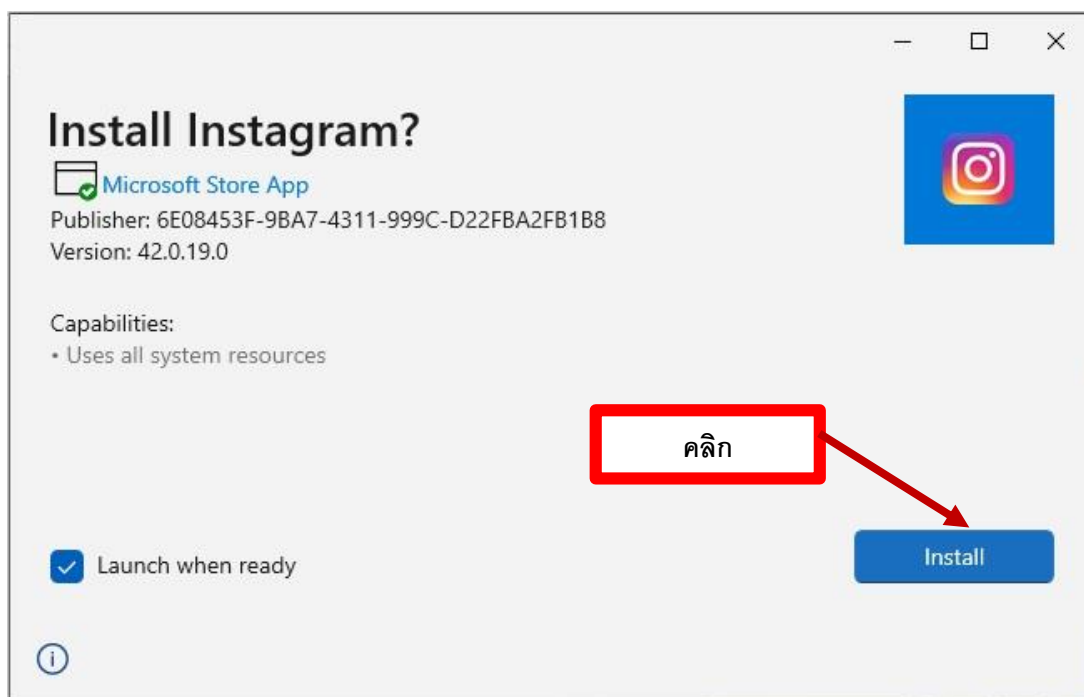 Install Instagram?
Microsoft Store App
Publisher: 6E08453F-9BA7-4311-999C-D22FBA2FB1B8
Version: 42.0.19.0
Capabilities:
• Uses all system resources
คลิก
Launch when ready
Install